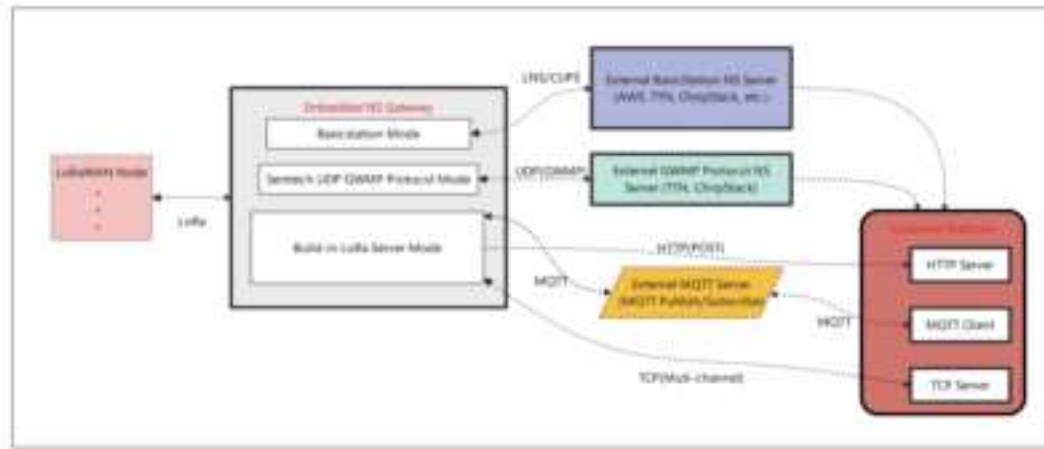 LoRaWAN Node
LoRa
Embedded NS Gateway
Basicstation Mode
Semtech UDP GWMP Protocol Mode
Build-in LoRa Server Mode
LNS/CUPS
External Basicstation NS Server
(AWS, TTN, ChirpStack, etc.)
UDP(GWMP)
External GWMP Protocol NS
Server (TTN, ChirpStack)
HTTP(POST)
MQTT
External MQTT Server
(MQTT Publish/Subscribe)
MQTT
TCP(Muti-channel)
HTTP Server
MQTT Client
TCP Server